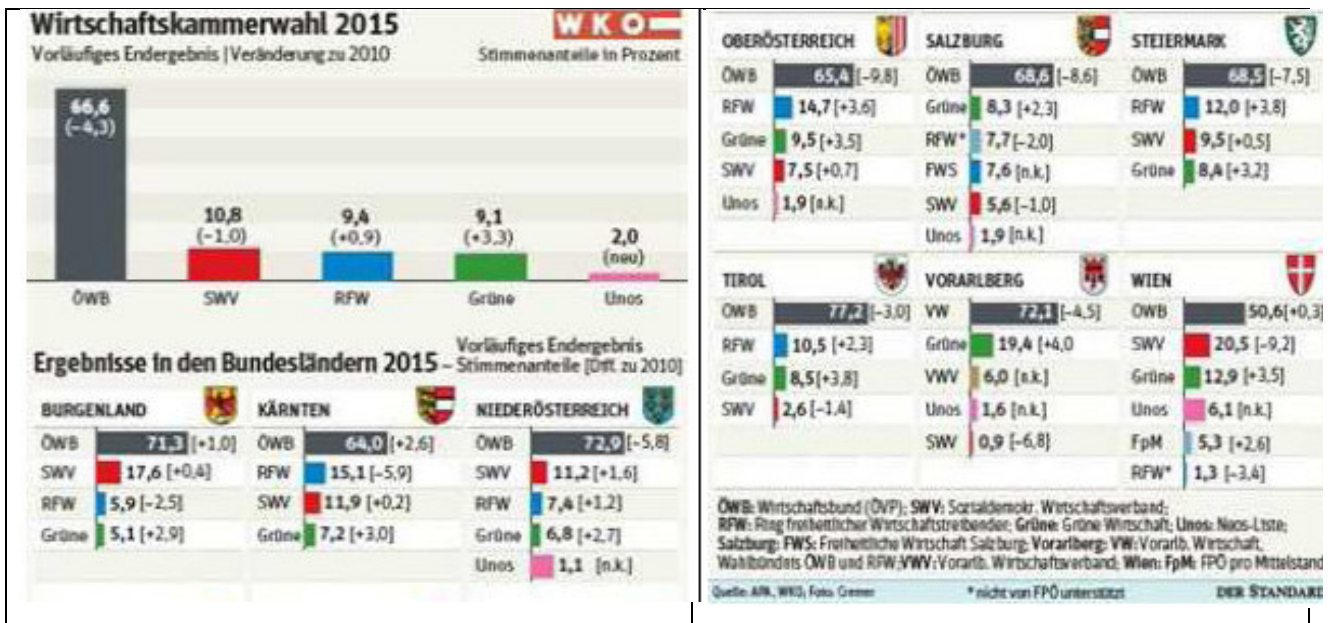 Wirtschaftskammerwahl 2015
WKO
Vorläufiges Endergebnis | Veränderung zu 2010
Stimmenanteile in Prozent
66,6
(–4,3)
10,8
(–1,0)
9,4
(+0,9)
9,1
(+3,3)
2,0
(neu)
ÖWB SWV RFW Grüne Unos
Ergebnisse in den Bundesländern 2015 – Vorläufiges Endergebnis
Stimmenanteile [Diff. zu 2010]
BURGENLAND
ÖWB 71,3 [+1,0]
SWV 17,6 [+0,4]
RFW 5,9 [–2,5]
Grüne 5,1 [+2,9]
KÄRNTEN
ÖWB 64,0 [+2,6]
RFW 15,1 [–5,9]
SWV 11,9 [+0,2]
Grüne 7,2 [+3,0]
NIEDERÖSTERREICH
ÖWB 72,9 [–5,8]
SWV 11,2 [+1,6]
RFW 7,4 [+1,2]
Grüne 6,8 [+2,7]
Unos 1,1 [n.k.]
OBERÖSTERREICH
ÖWB 65,4 [–9,8]
RFW 14,7 [+3,6]
Grüne 9,5 [+3,5]
SWV 7,5 [+0,7]
Unos 1,9 [n.k.]
SALZBURG
ÖWB 68,6 [–8,6]
Grüne 8,3 [+2,3]
RFW* 7,7 [–2,0]
FWS 7,6 [n.k.]
SWV 5,6 [–1,0]
Unos 1,9 [n.k.]
STEIERMARK
ÖWB 68,5 [–7,5]
RFW 12,0 [+3,8]
SWV 9,5 [+0,5]
Grüne 8,4 [+3,2]
TIROL
ÖWB 77,2 [–3,0]
RFW 10,5 [+2,3]
Grüne 8,5 [+3,8]
SWV 2,6 [–1,4]
VORARLBERG
VW 72,1 [–4,5]
Grüne 19,4 [+4,0
VWV 6,0 [n.k.]
Unos 1,6 [n.k.]
SWV 0,9 [–6,8]
WIEN
ÖWB 50,6[+0,3]
SWV 20,5 [–9,2]
Grüne 12,9 [+3,5]
Unos 6,1 [n.k.]
FpM 5,3 [+2,6]
RFW* 1,3 [–3,4]
ÖWB: Wirtschaftsbund (ÖVP); SWV: Sozialdemokr. Wirtschaftsverband;
RFW: Ring freiheitlicher Wirtschaftstreibender; Grüne: Grüne Wirtschaft; Unos: Neos-Liste;
Salzburg: FWS: Freiheitliche Wirtschaft Salzburg; Vorarlberg: VW: Vorarlb. Wirtschaft,
Wahlbündnis ÖWB und RFW; VWV: Vorarlb. Wirtschaftsverband; Wien: FpM: FPÖ pro Mittelstand
Quelle: APA, WKO, Foto: Cremer
* nicht von FPÖ unterstützt
DER STANDARD